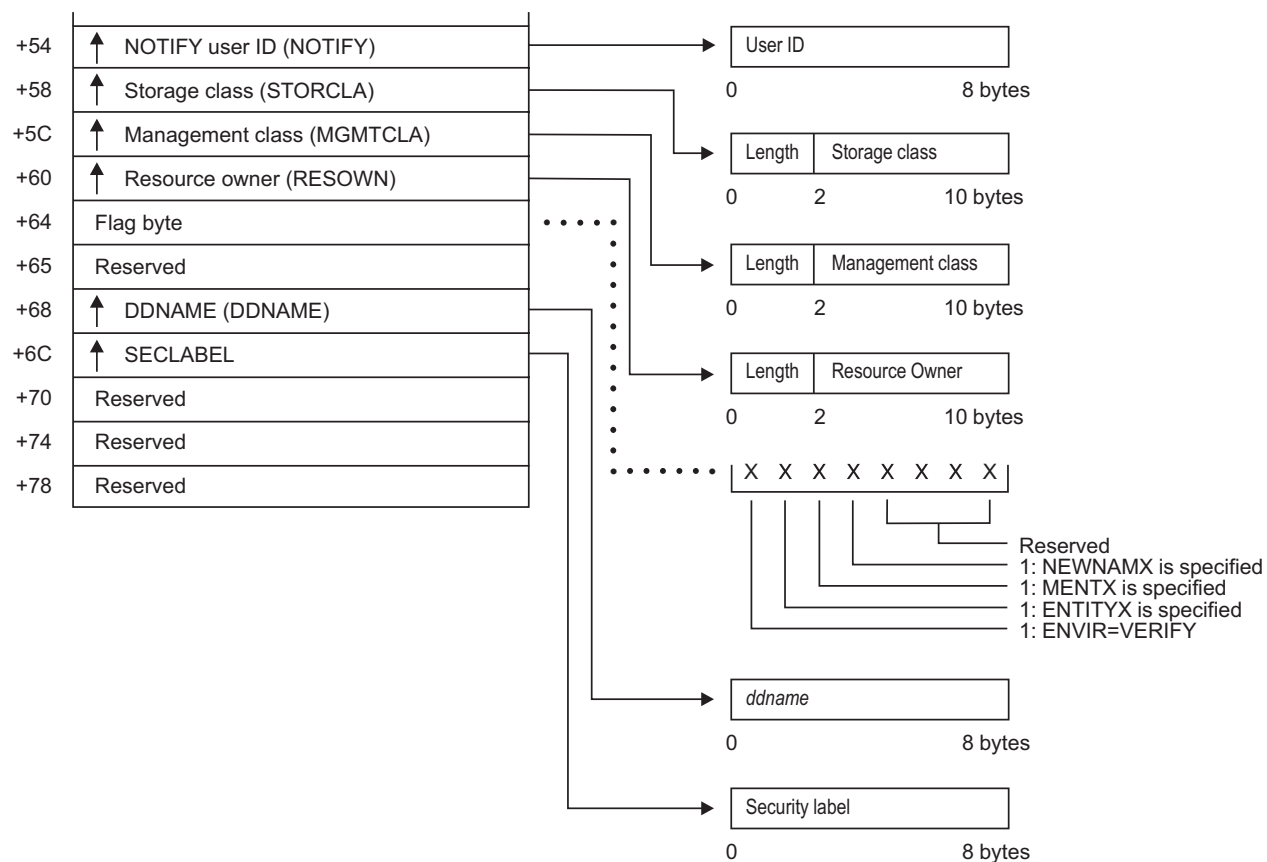 +54 NOTIFY user ID (NOTIFY)
+58 Storage class (STORCLA)
+5C Management class (MGMTCLA)
+60 Resource owner (RESOWN)
+64 Flag byte
+65 Reserved
+68 DDNAME (DDNAME)
+6C SECLABEL
+70 Reserved
+74 Reserved
+78 Reserved
User ID
0 8 bytes
Length Storage class
0 2 10 bytes
Length Management class
0 2 10 bytes
Length Resource Owner
0 2 10 bytes
X X X X X X X X
Reserved
1: NEWNAMX is specified
1: MENTX is specified
1: ENTITYX is specified
1: ENVIR=VERIFY
ddname
0 8 bytes
Security label
0 8 bytes